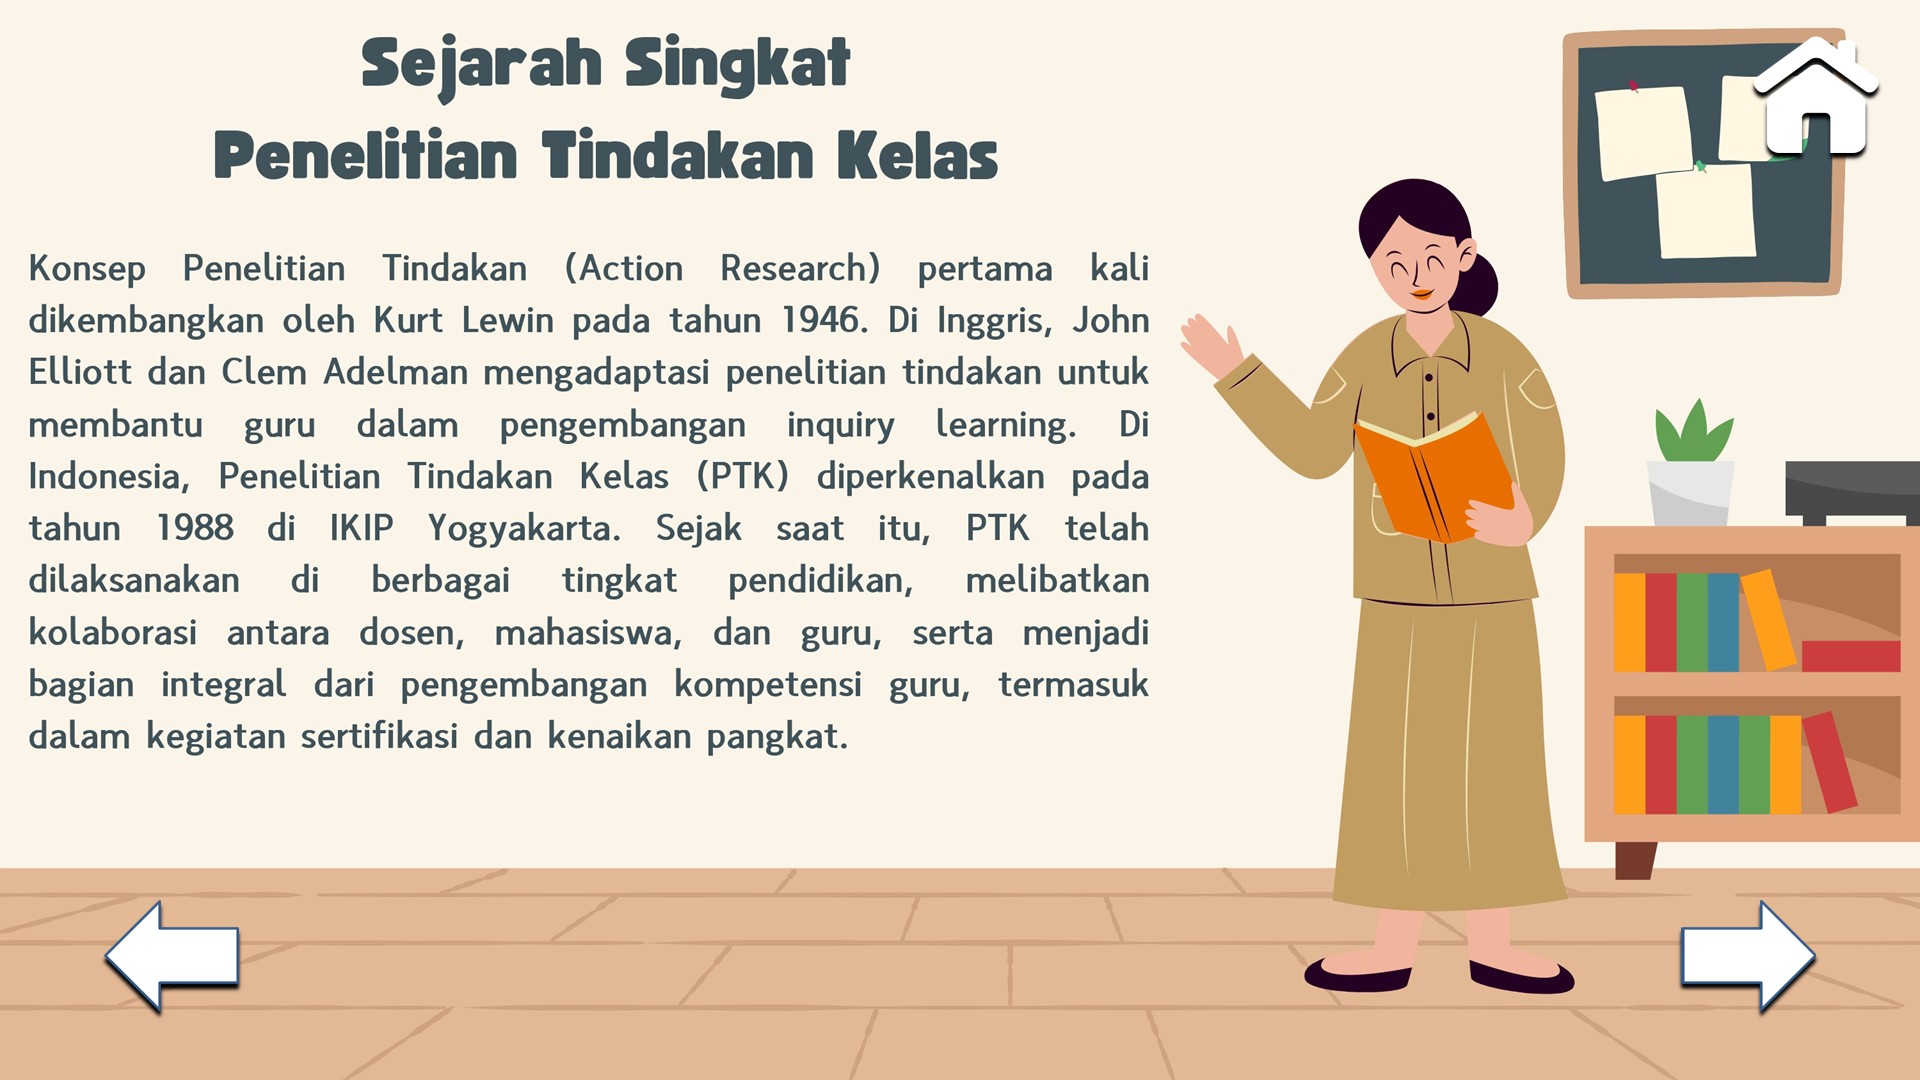 Sejarah Singkat
Penelitian Tindakan Kelas
Konsep Penelitian Tindakan (Action Research) pertama kali
dikembangkan oleh Kurt Lewin pada tahun 1946. Di Inggris, John
Elliott dan Clem Adelman mengadaptasi penelitian tindakan untuk
membantu guru dalam pengembangan inquiry learning. Di
Indonesia, Penelitian Tindakan Kelas (PTK) diperkenalkan pada
tahun 1988 di IKIP Yogyakarta. Sejak saat itu, PTK telah
dilaksanakan di berbagai tingkat pendidikan, melibatkan
kolaborasi antara dosen, mahasiswa, dan guru, serta menjadi
bagian integral dari pengembangan kompetensi guru, termasuk
dalam kegiatan sertifikasi dan kenaikan pangkat.